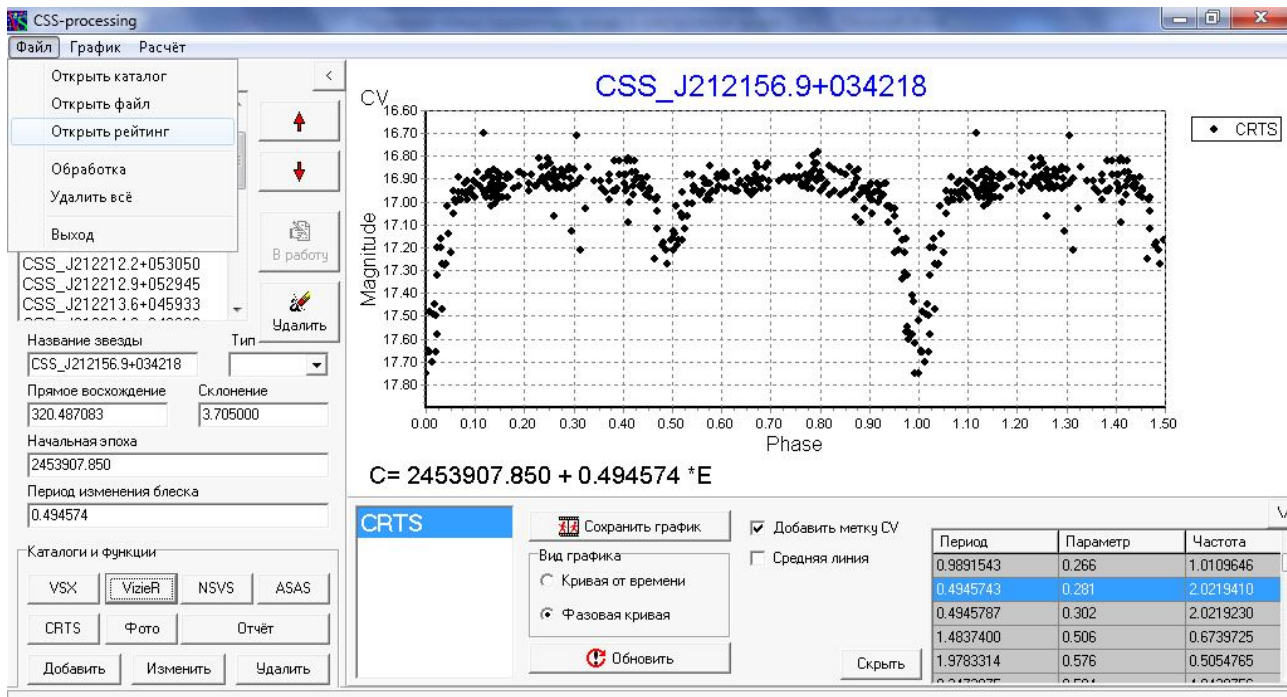 CSS-processing
Файл График Расчёт
Открыть каталог
Открыть файл
Открыть рейтинг
Обработка
Удалить всё
Выход
<
В работу
Удалить
CSS_J212212.2+053050
CSS_J212212.9+052945
CSS_J212213.6+045933
Название звезды Тип
CSS_J212156.9+034218
Прямое восхождение Склонение
320.487083 3.705000
Начальная эпоха
2453907.850
Период изменения блеска
0.494574
Каталоги и функции
VSX VizieR NSVS ASAS
CRTS Фото Отчёт
Добавить Изменить Удалить
CSS_J212156.9+034218
CV
16.60
16.70
16.80
16.90
17.00
17.10
17.20
17.30
17.40
17.50
17.60
17.70
17.80
Magnitude
0.00 0.10 0.20 0.30 0.40 0.50 0.60 0.70 0.80 0.90 1.00 1.10 1.20 1.30 1.40 1.50
Phase
CRTS
C= 2453907.850 + 0.494574 *E
CRTS
Сохранить график
Вид графика
Кривая от времени
Фазовая кривая
Обновить
Добавить метку CV
Средняя линия
Скрыть
Период Параметр Частота
0.9891543 0.266 1.0109646
0.4945743 0.281 2.0219410
0.4945787 0.302 2.0219230
1.4837400 0.506 0.6739725
1.9783314 0.576 0.5054765